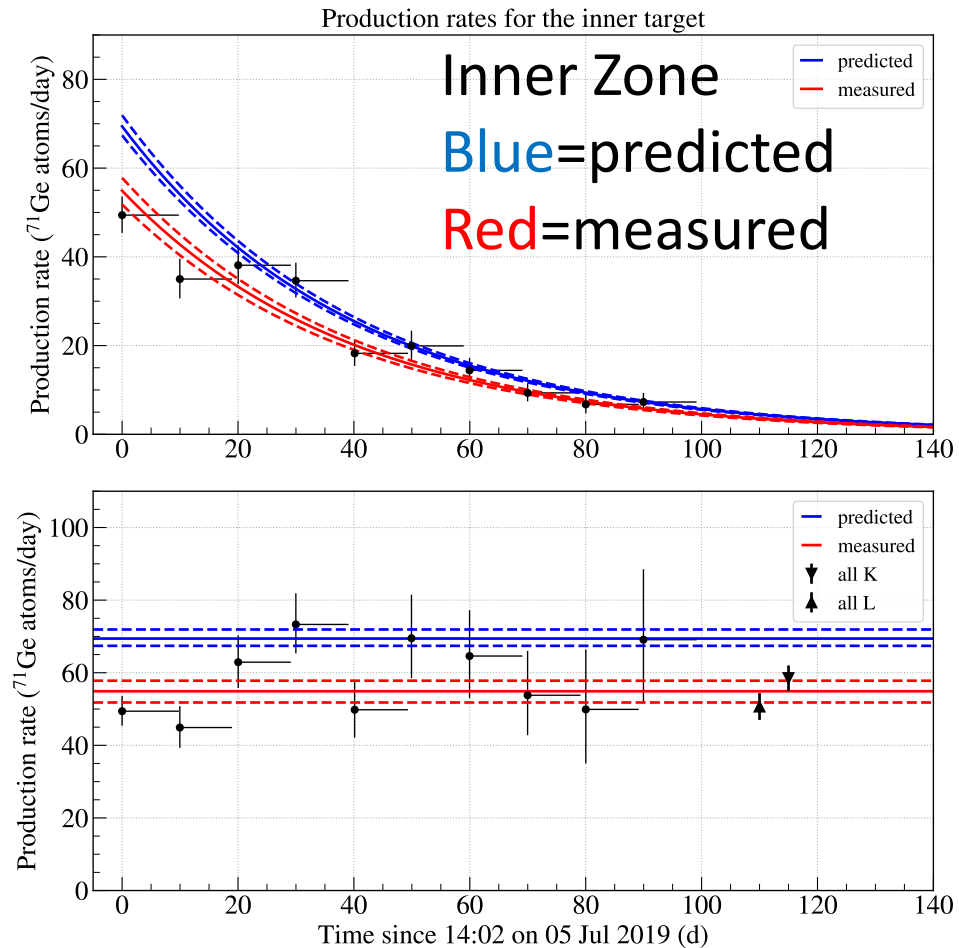 Production rates for the inner target
Production rate (⁷¹Ge atoms/day)
80
60
40
20
0
Inner Zone
Blue=predicted
Red=measured
predicted
measured
0 20 40 60 80 100 120 140
Production rate (⁷¹Ge atoms/day)
100
80
60
40
20
0
predicted
measured
all K
all L
0 20 40 60 80 100 120 140
Time since 14:02 on 05 Jul 2019 (d)